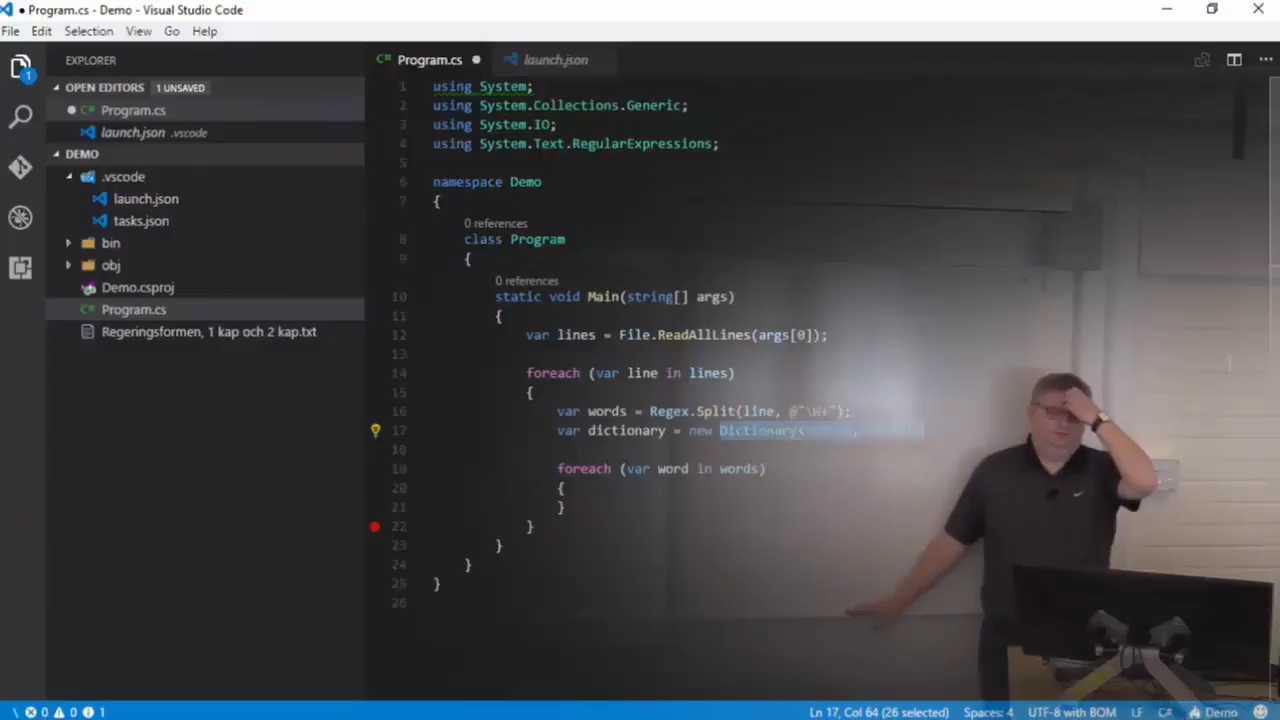 ● Program.cs - Demo - Visual Studio Code
File Edit Selection View Go Help
EXPLORER
OPEN EDITORS 1 UNSAVED
Program.cs
launch.json .vscode
DEMO
.vscode
launch.json
tasks.json
bin
obj
Demo.csproj
Program.cs
Regeringsformen, 1 kap och 2 kap.txt
1
Program.cs
launch.json
1 using System;
2 using System.Collections.Generic;
3 using System.IO;
4 using System.Text.RegularExpressions;
5
6 namespace Demo
7 {
0 references
8 class Program
9 {
0 references
10 static void Main(string[] args)
11 {
12 var lines = File.ReadAllLines(args[0]);
13
14 foreach (var line in lines)
15 {
16 var words = Regex.Split(line, @"\W+");
17 var dictionary = new Dictionary<
18
19 foreach (var word in words)
20 {
21 }
22 }
23 }
24 }
25 }
26
0 0 1
Ln 17, Col 64 (26 selected) Spaces: 4 UTF-8 with BOM LF C# Demo